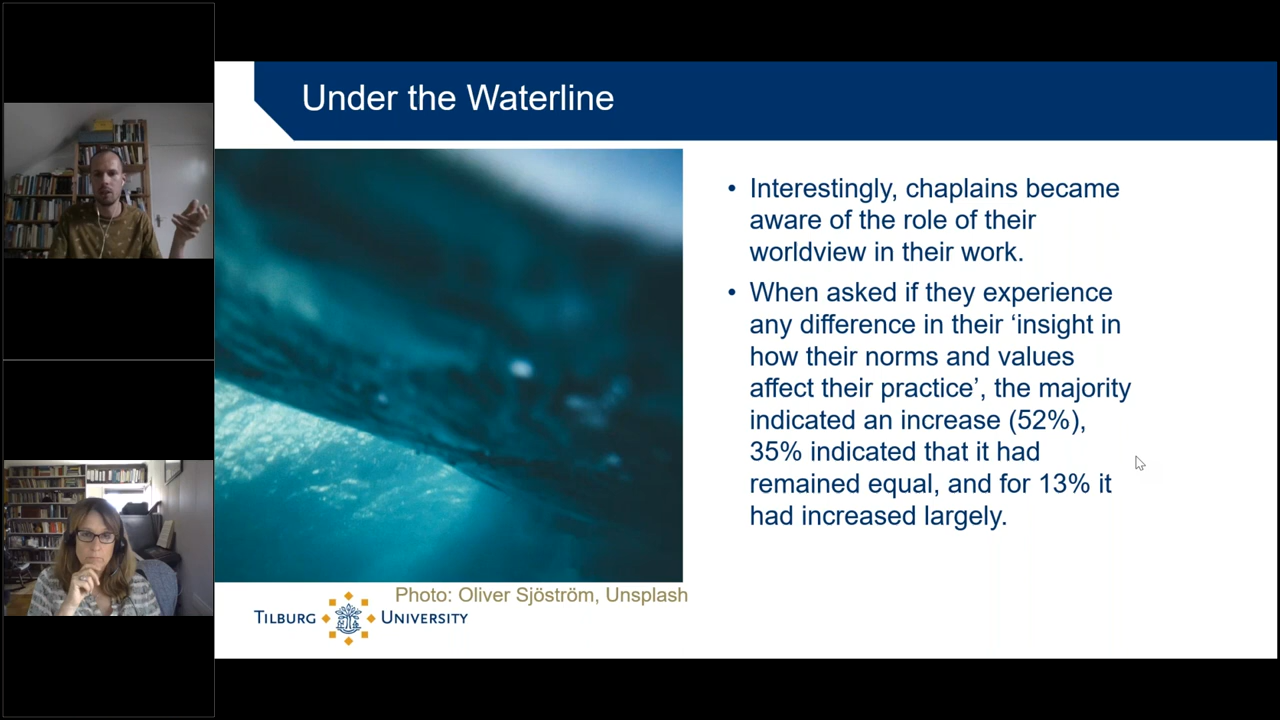 Under the Waterline
• Interestingly, chaplains became
aware of the role of their
worldview in their work.
• When asked if they experience
any difference in their ‘insight in
how their norms and values
affect their practice’, the majority
indicated an increase (52%),
35% indicated that it had
remained equal, and for 13% it
had increased largely.
Photo: Oliver Sjöström, Unsplash
TILBURG UNIVERSITY